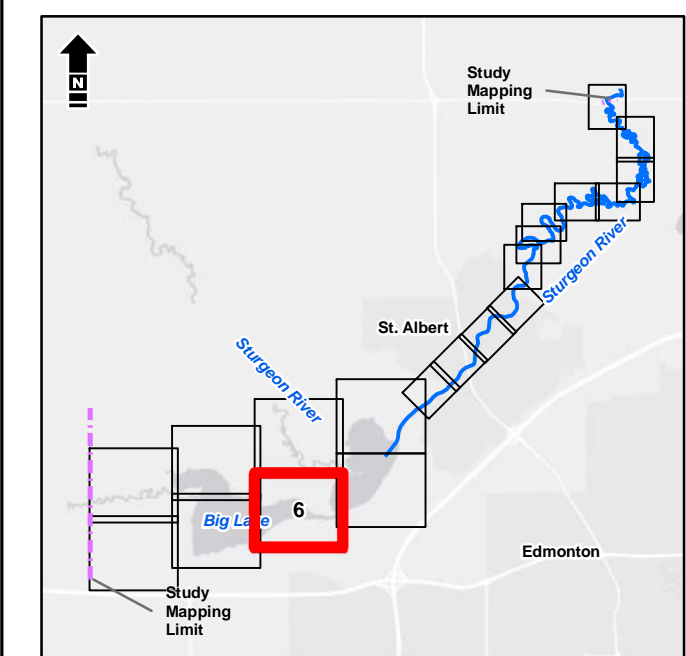 N
Study
Mapping
Limit
Sturgeon River
St. Albert
Sturgeon River
Big Lake
6
Edmonton
Study
Mapping
Limit